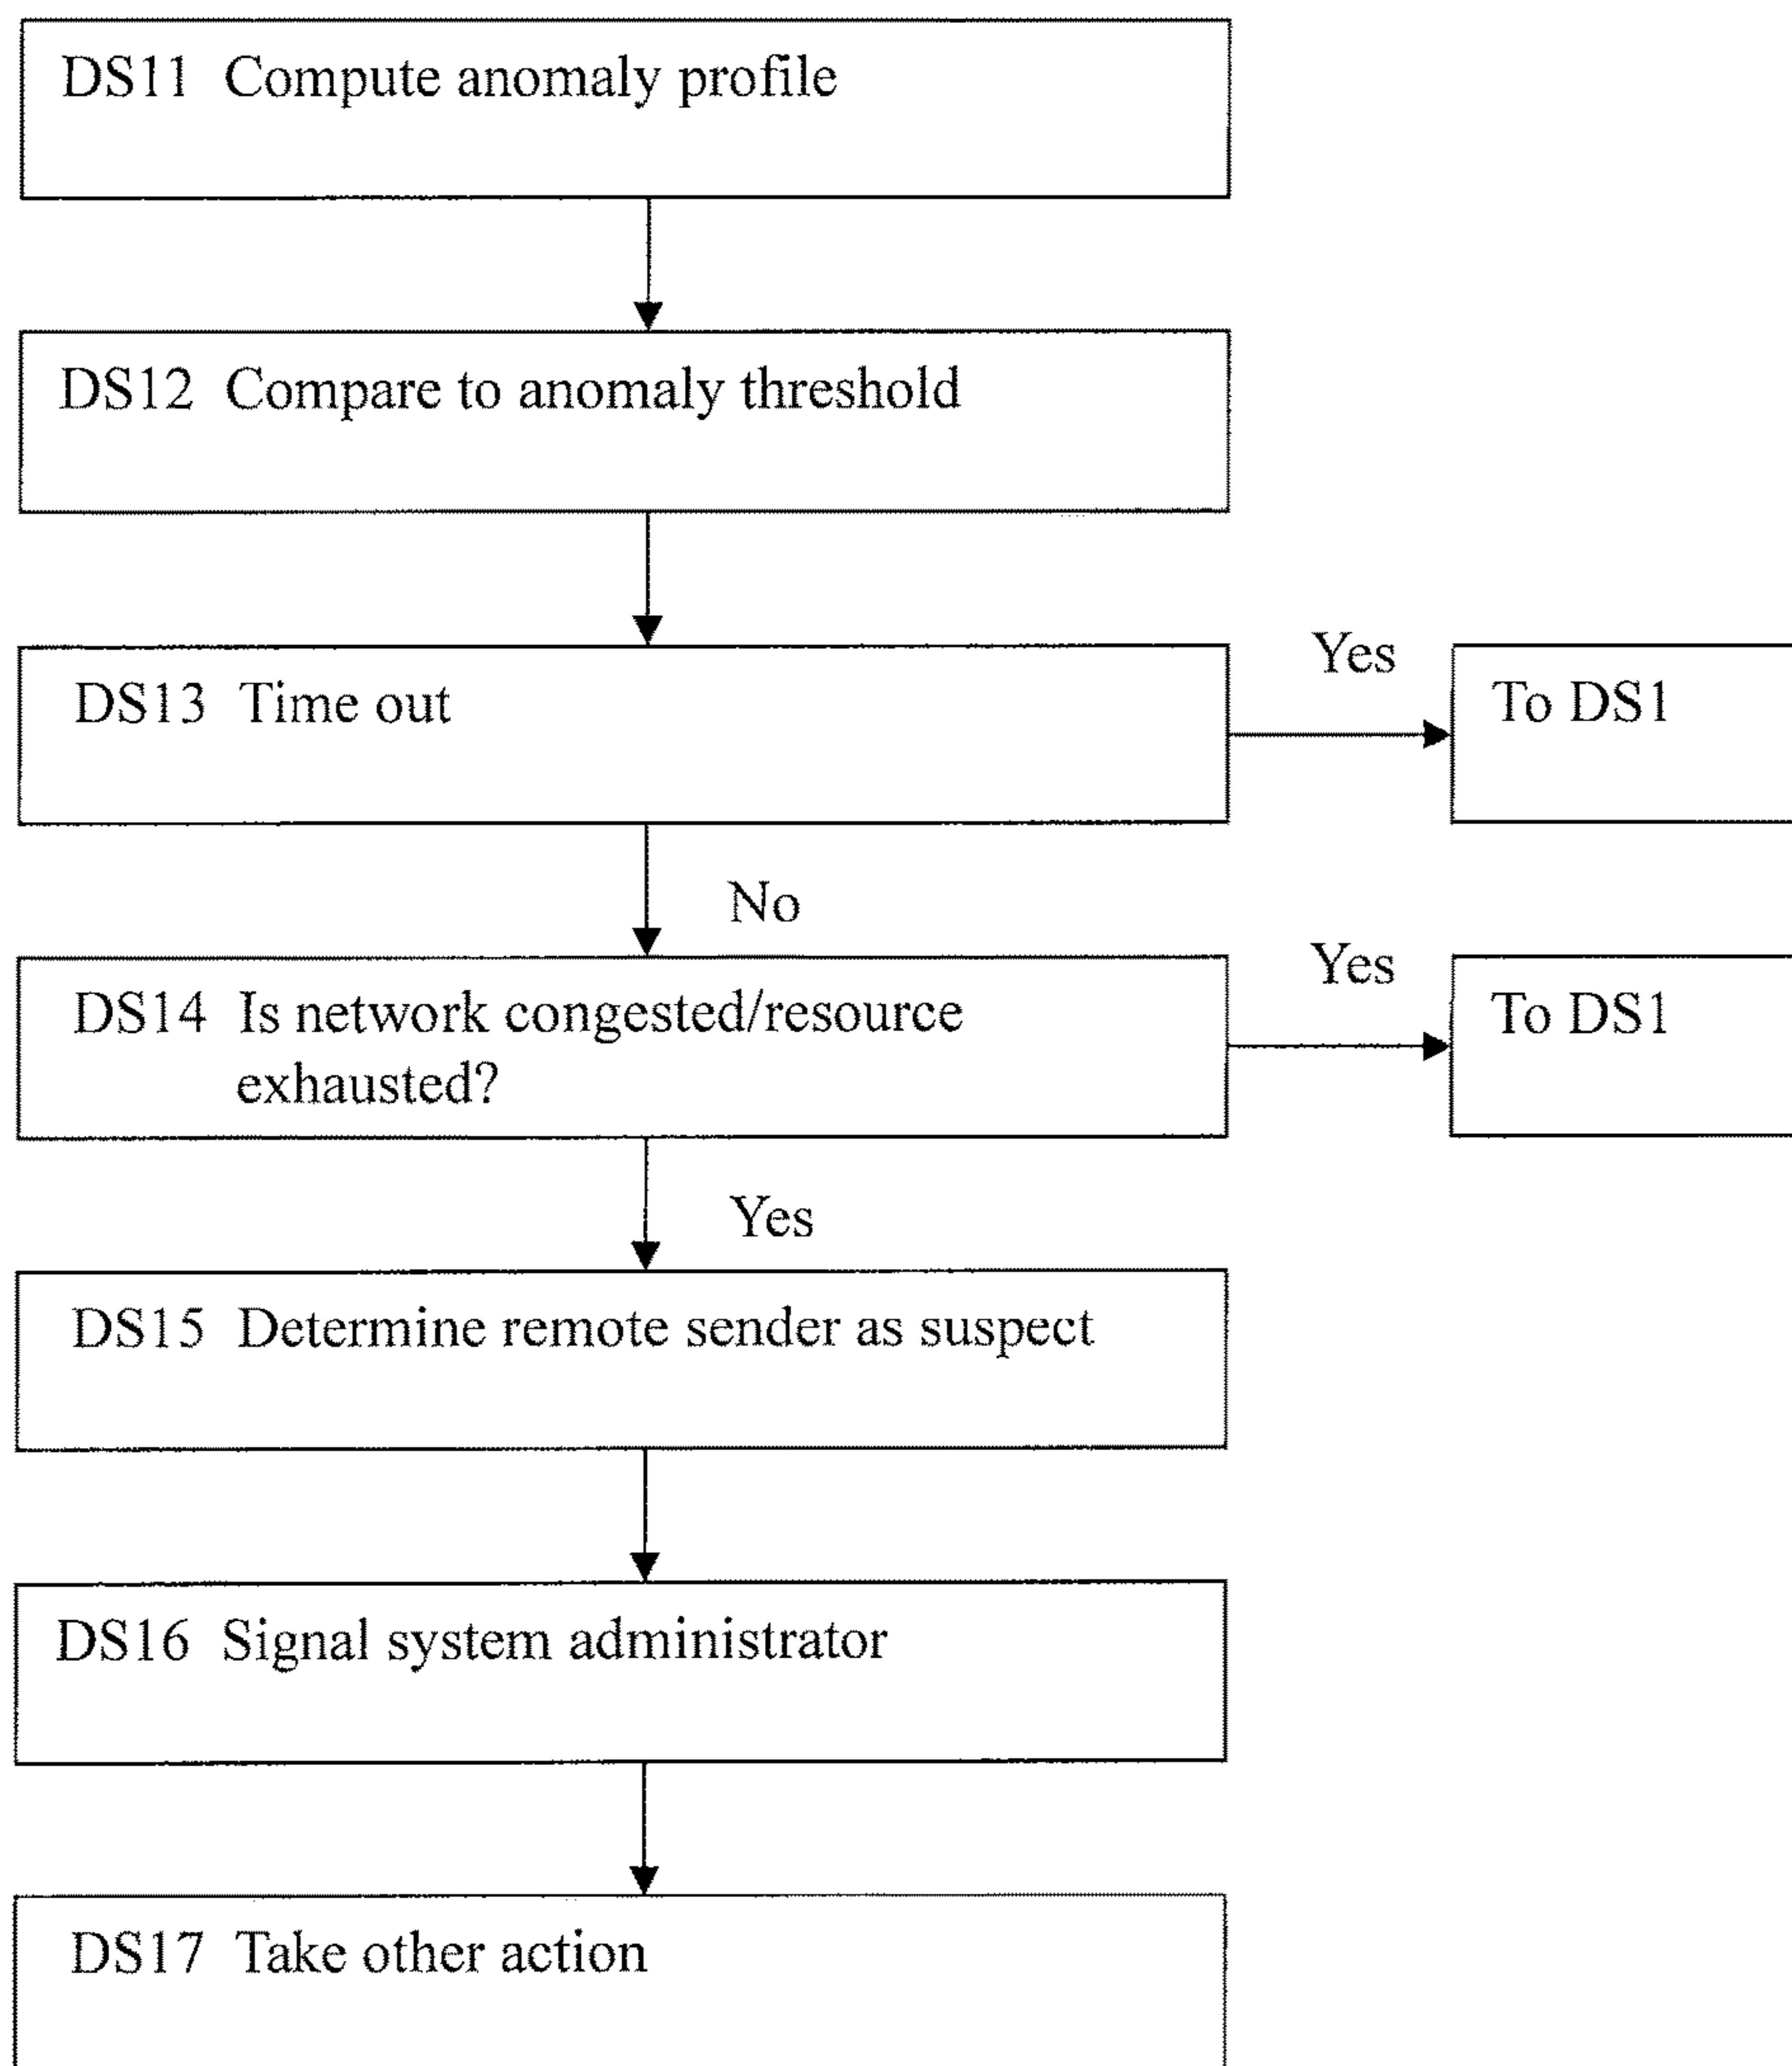 DS11 Compute anomaly profile
DS12 Compare to anomaly threshold
DS13 Time out
Yes
To DS1
No
DS14 Is network congested/resource
exhausted?
Yes
To DS1
Yes
DS15 Determine remote sender as suspect
DS16 Signal system administrator
DS17 Take other action